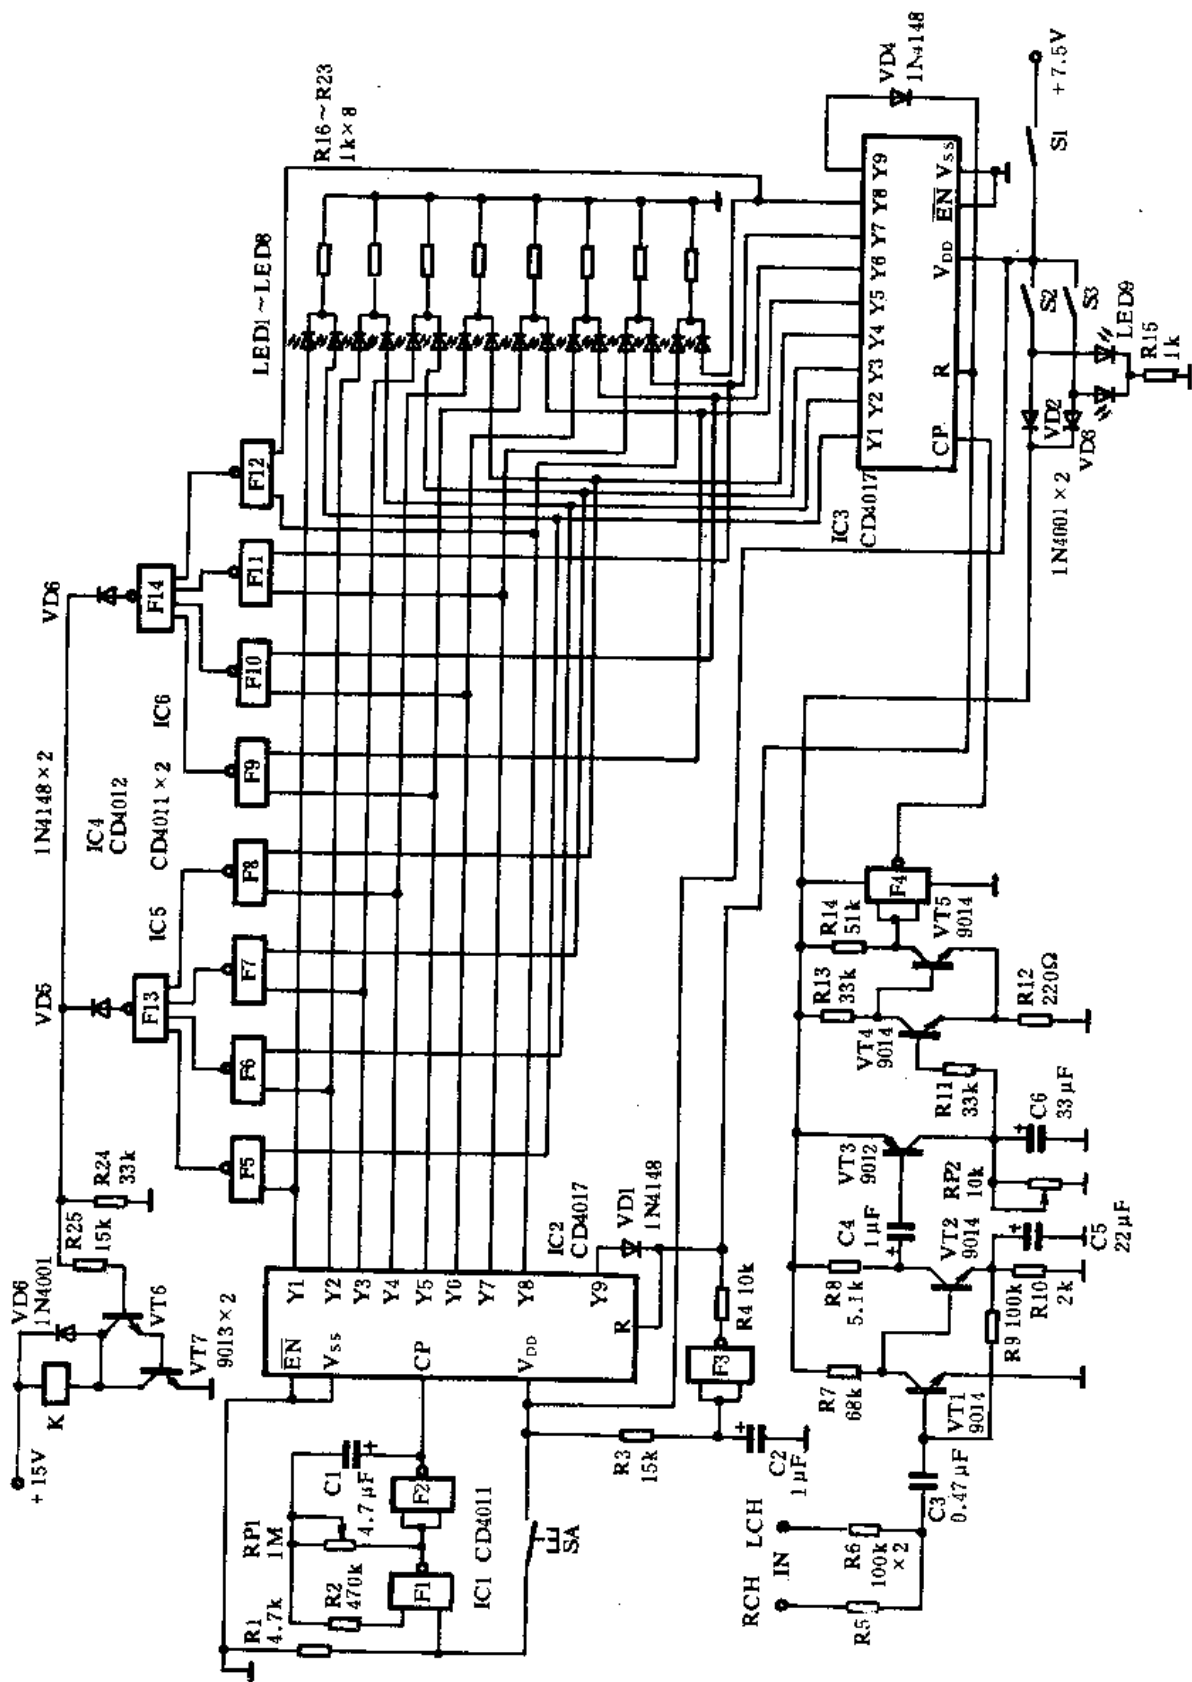 +15V
K
VD6
1N4001
VT6
VT7
9013×2
R25
15k
R24
33k
VD5
1N4148×2
VD6
F13
F14
IC4
CD4012
IC5
CD4011×2
IC6
F5
F6
F7
F8
F9
F10
F11
F12
LED1～LED8
R16～R23
1k×8
R1
4.7k
R2
470k
RP1
1M
C1
4.7μF
F1
F2
IC1 CD4011
SA
EN
VSS
CP
VDD
Y1
Y2
Y3
Y4
Y5
Y6
Y7
Y8
Y9
R
IC2
CD4017
VD1
1N4148
R3
15k
C2
1μF
F3
R4 10k
IC3
CD4017
Y1
Y2
Y3
Y4
Y5
Y6
Y7
Y8
Y9
CP
R
VDD
EN
VSS
VD4
1N4148
S1
+7.5V
S2
S3
LED9
R15
1k
VD2
VD3
1N4001×2
RCH
IN
LCH
R5
R6
100k
×2
C3
0.47μF
R7
68k
VT1
9014
R8
5.1k
C4
1μF
VT2
9014
R9 100k
R10
2k
C5
22μF
VT3
9012
RP2
10k
C6
33μF
R11
33k
VT4
9014
R13
33k
R14
51k
VT5
9014
R12
220Ω
F4